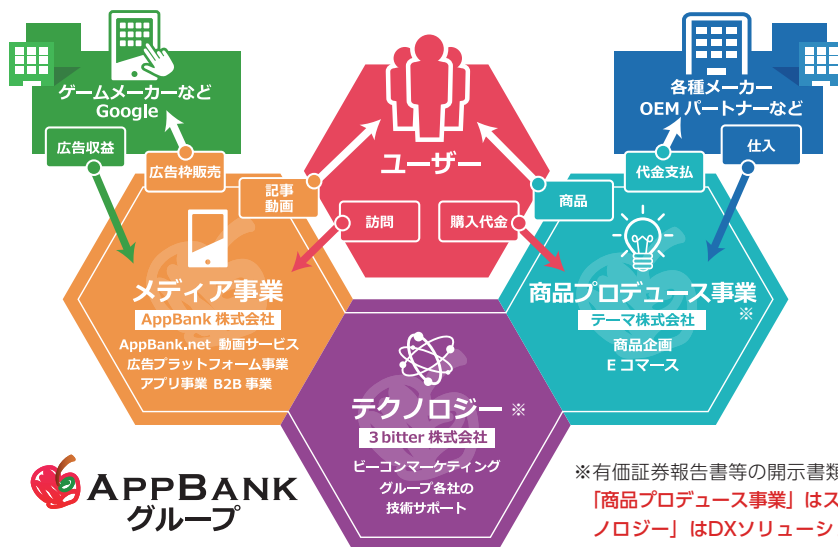 ゲームメーカーなど
Google
広告収益
広告枠販売
記事
動画
ユーザー
訪問
購入代金
各種メーカー
OEM パートナーなど
商品
代金支払
仕入
メディア事業
AppBank 株式会社
AppBank.net 動画サービス
広告プラットフォーム事業
アプリ事業 B2B 事業
商品プロデュース事業
※
テーマ株式会社
商品企画
E コマース
テクノロジー ※
3bitter 株式会社
ビーコンマーケティング
グループ各社の
技術サポート
APPBANK
グループ
※有価証券報告書等の開示書類
「商品プロデュース事業」はス
ノロジー」はDXソリューシ